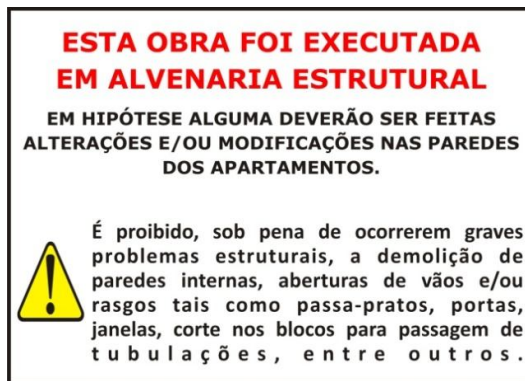 ESTA OBRA FOI EXECUTADA
EM ALVENARIA ESTRUTURAL
EM HIPÓTESE ALGUMA DEVERÃO SER FEITAS
ALTERAÇÕES E/OU MODIFICAÇÕES NAS PAREDES
DOS APARTAMENTOS.
É proibido, sob pena de ocorrerem graves
problemas estruturais, a demolição de
paredes internas, aberturas de vãos e/ou
rasgos tais como passa-pratos, portas,
janelas, corte nos blocos para passagem de
tubulações, entre outros.